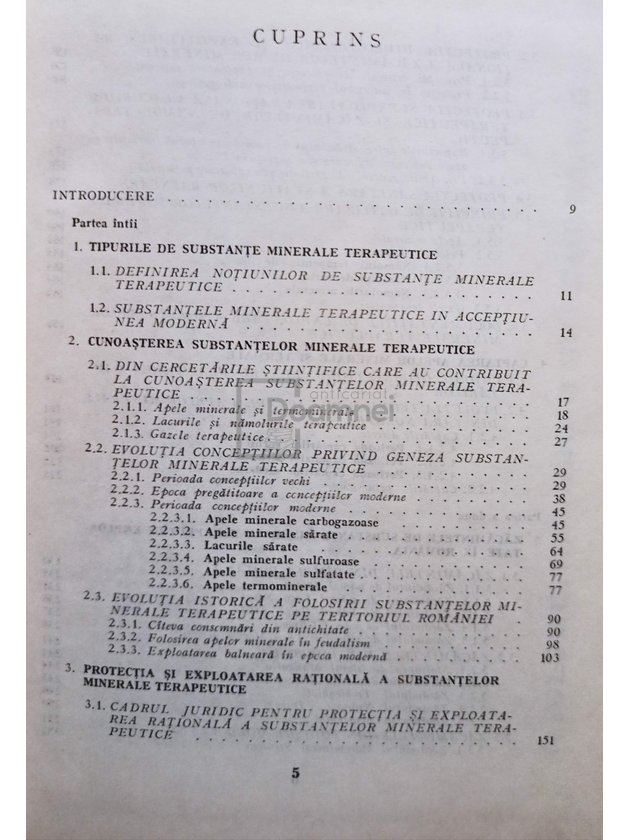 CUPRINS
INTRODUCERE . . . . . . . . . . . . . . . . . . . . . . . . 9
Partea întîi
1. TIPURILE DE SUBSTANȚE MINERALE TERAPEUTICE
1.1. DEFINIREA NOȚIUNILOR DE SUBSTANȚE MINERALE
TERAPEUTICE . . . . . . . . . . . . . . . . . . . . 11
1.2. SUBSTANȚELE MINERALE TERAPEUTICE IN ACCEPȚIU-
NEA MODERNĂ . . . . . . . . . . . . . . . . . . . . 14
2. CUNOAȘTEREA SUBSTANȚELOR MINERALE TERAPEUTICE
2.1. DIN CERCETĂRILE ȘTIINȚIFICE CARE AU CONTRIBUIT
LA CUNOAȘTEREA SUBSTANȚELOR MINERALE TERA-
PEUTICE . . . . . . . . . . . . . . . . . . . . 17
2.1.1. Apele minerale și termominerale . . . . . . . . . . 18
2.1.2. Lacurile și nămolurile terapeutice . . . . . . . . . . 24
2.1.3. Gazele terapeutice . . . . . . . . . . . . . . . . 27
2.2. EVOLUȚIA CONCEPȚIILOR PRIVIND GENEZA SUBSTAN-
ȚELOR MINERALE TERAPEUTICE . . . . . . . . . . . . 29
2.2.1. Perioada concepțiilor vechi . . . . . . . . . . . . 29
2.2.2. Epoca pregătitoare a concepțiilor moderne . . . . . . . . 38
2.2.3. Perioada concepțiilor moderne . . . . . . . . . . . . 45
2.2.3.1. Apele minerale carbogazoase . . . . . . . . . . 45
2.2.3.2. Apele minerale sărate . . . . . . . . . . . . 55
2.2.3.3. Lacurile sărate . . . . . . . . . . . . . . 64
2.2.3.4. Apele minerale sulfuroase . . . . . . . . . . 69
2.2.3.5. Apele minerale sulfatate . . . . . . . . . . . 77
2.2.3.6. Apele termominerale . . . . . . . . . . . . 77
2.3. EVOLUȚIA ISTORICĂ A FOLOSIRII SUBSTANȚELOR MI-
NERALE TERAPEUTICE PE TERITORIUL ROMÂNIEI . . . 90
2.3.1. Cîteva consemnări din antichitate . . . . . . . . . . 90
2.3.2. Folosirea apelor minerale în feudalism . . . . . . . . 98
2.3.3. Exploatarea balneară în epoca modernă . . . . . . . . 103
3. PROTECȚIA ȘI EXPLOATAREA RAȚIONALĂ A SUBSTANȚELOR
MINERALE TERAPEUTICE
3.1. CADRUL JURIDIC PENTRU PROTECȚIA ȘI EXPLOATA-
REA RAȚIONALĂ A SUBSTANȚELOR MINERALE TERA-
PEUTICE . . . . . . . . . . . . . . . . . . . . 151
5
anticariat
Doamnei